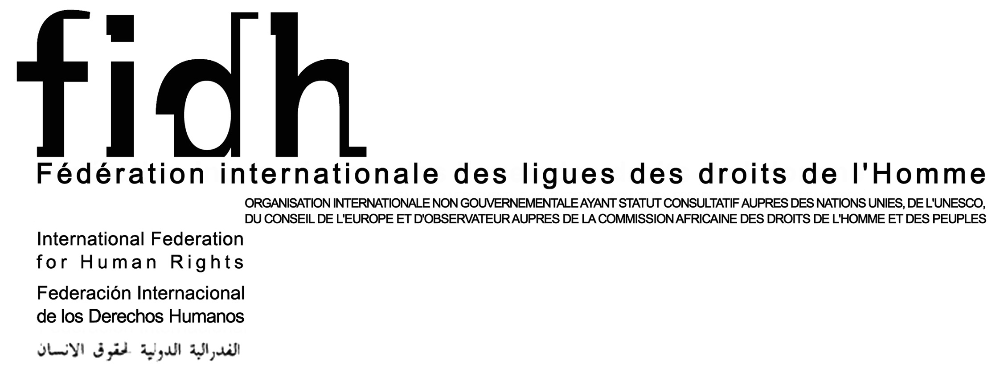 fidh
Fédération internationale des ligues des droits de l'Homme
ORGANISATION INTERNATIONALE NON GOUVERNEMENTALE AYANT STATUT CONSULTATIF AUPRES DES NATIONS UNIES, DE L'UNESCO,
DU CONSEIL DE L'EUROPE ET D'OBSERVATEUR AUPRES DE LA COMMISSION AFRICAINE DES DROITS DE L'HOMME ET DES PEUPLES
International Federation
for Human Rights
Federación Internacional
de los Derechos Humanos
الفدرالية الدولية لحقوق الانسان